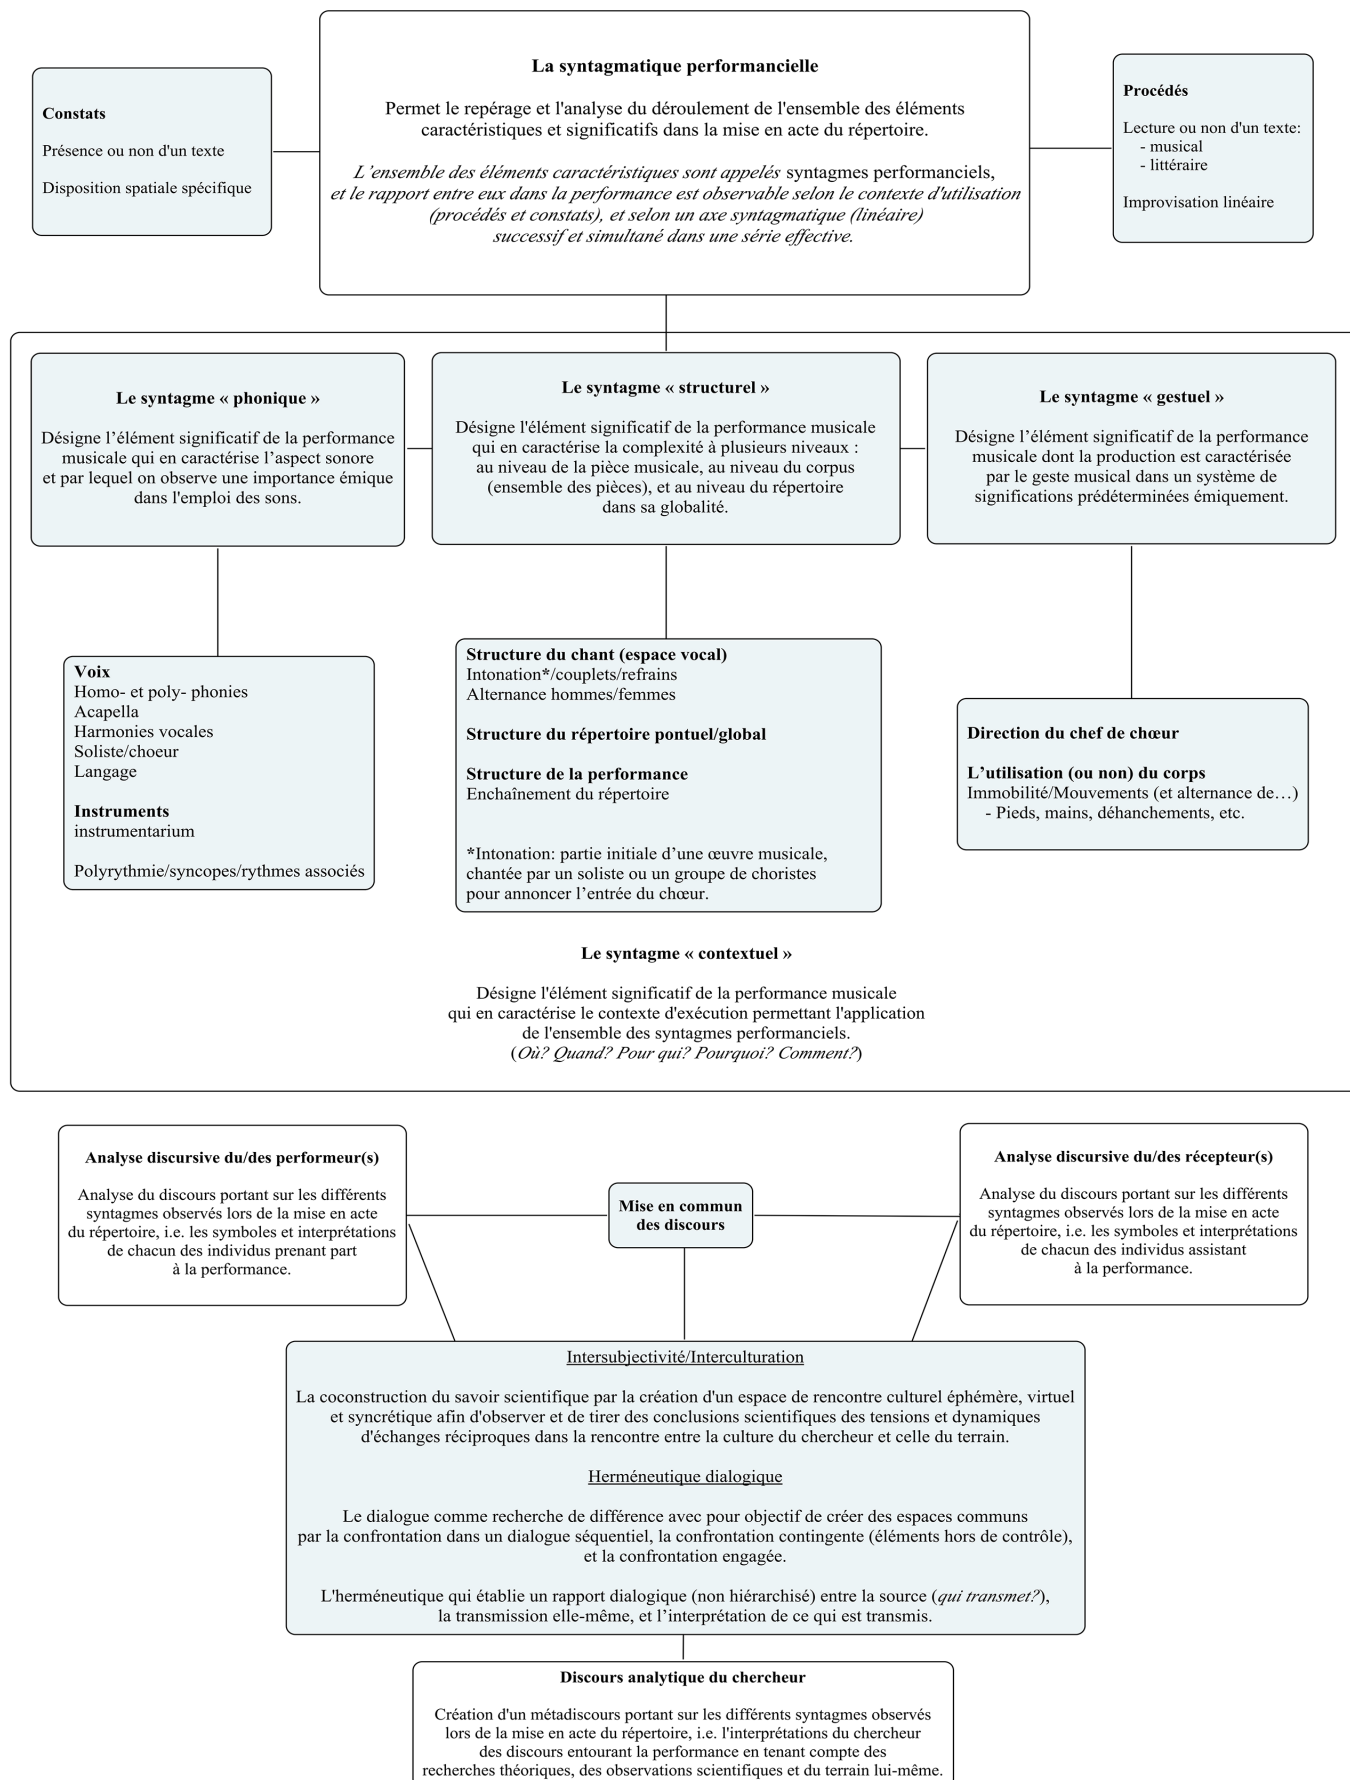 La syntagmatique performancielle
Permet le repérage et l'analyse du déroulement de l'ensemble des éléments
caractéristiques et significatifs dans la mise en acte du répertoire.
L'ensemble des éléments caractéristiques sont appelés syntagmes performanciels,
et le rapport entre eux dans la performance est observable selon le contexte d'utilisation
(procédés et constats), et selon un axe syntagmatique (linéaire)
successif et simultané dans une série effective.
Constats
Présence ou non d'un texte
Disposition spatiale spécifique
Procédés
Lecture ou non d'un texte:
- musical
- littéraire
Improvisation linéaire
Le syntagme « phonique »
Désigne l’élément significatif de la performance
musicale qui en caractérise l’aspect sonore
et par lequel on observe une importance émique
dans l'emploi des sons.
Le syntagme « structurel »
Désigne l'élément significatif de la performance musicale
qui en caractérise la complexité à plusieurs niveaux :
au niveau de la pièce musicale, au niveau du corpus
(ensemble des pièces), et au niveau du répertoire
dans sa globalité.
Le syntagme « gestuel »
Désigne l’élément significatif de la performance
musicale dont la production est caractérisée
par le geste musical dans un système de
significations prédéterminées émiquement.
Voix
Homo- et poly- phonies
Acapella
Harmonies vocales
Soliste/choeur
Langage
Instruments
instrumentarium
Polyrythmie/syncopes/rythmes associés
Structure du chant (espace vocal)
Intonation*/couplets/refrains
Alternance hommes/femmes
Structure du répertoire pontuel/global
Structure de la performance
Enchaînement du répertoire
*Intonation: partie initiale d’une œuvre musicale,
chantée par un soliste ou un groupe de choristes
pour annoncer l’entrée du chœur.
Direction du chef de chœur
L’utilisation (ou non) du corps
Immobilité/Mouvements (et alternance de…)
- Pieds, mains, déhanchements, etc.
Le syntagme « contextuel »
Désigne l'élément significatif de la performance musicale
qui en caractérise le contexte d'exécution permettant l'application
de l'ensemble des syntagmes performanciels.
(Où? Quand? Pour qui? Pourquoi? Comment?)
Analyse discursive du/des performeur(s)
Analyse du discours portant sur les différents
syntagmes observés lors de la mise en acte
du répertoire, i.e. les symboles et interprétations
de chacun des individus prenant part
à la performance.
Mise en commun
des discours
Analyse discursive du/des récepteur(s)
Analyse du discours portant sur les différents
syntagmes observés lors de la mise en acte
du répertoire, i.e. les symboles et interprétations
de chacun des individus assistant
à la performance.
Intersubjectivité/Interculturation
La coconstruction du savoir scientifique par la création d'un espace de rencontre culturel éphémère, virtuel
et syncrétique afin d'observer et de tirer des conclusions scientifiques des tensions et dynamiques
d'échanges réciproques dans la rencontre entre la culture du chercheur et celle du terrain.
Herméneutique dialogique
Le dialogue comme recherche de différence avec pour objectif de créer des espaces communs
par la confrontation dans un dialogue séquentiel, la confrontation contingente (éléments hors de contrôle),
et la confrontation engagée.
L'herméneutique qui établie un rapport dialogique (non hiérarchisé) entre la source (qui transmet?),
la transmission elle-même, et l’interprétation de ce qui est transmis.
Discours analytique du chercheur
Création d'un métadiscours portant sur les différents syntagmes observés
lors de la mise en acte du répertoire, i.e. l'interprétations du chercheur
des discours entourant la performance en tenant compte des
recherches théoriques, des observations scientifiques et du terrain lui-même.